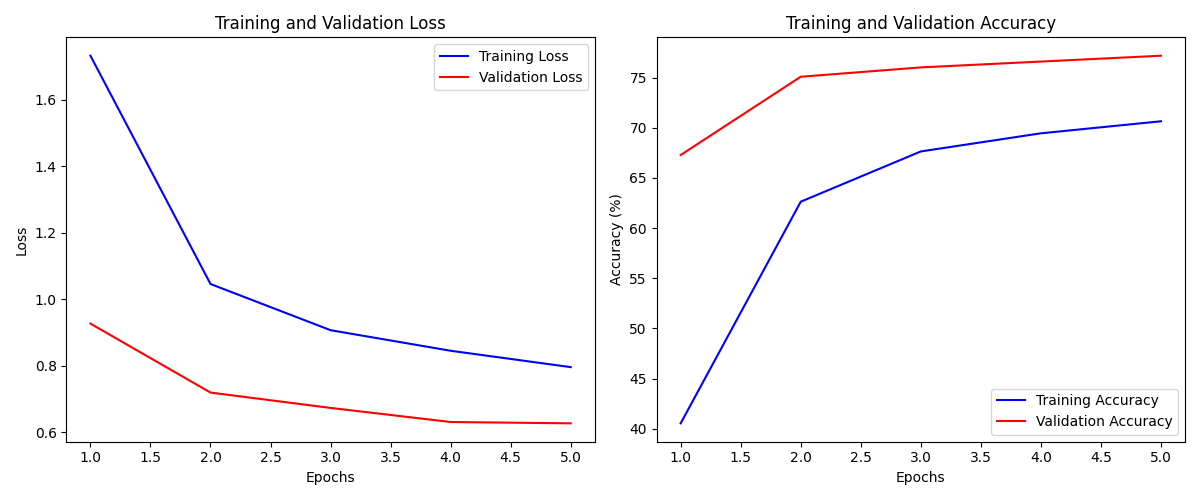 Training and Validation Loss
Training Loss
Validation Loss
1.6
1.4
1.2
1.0
0.8
0.6
Loss
1.0 1.5 2.0 2.5 3.0 3.5 4.0 4.5 5.0
Epochs
Training and Validation Accuracy
75
70
65
60
55
50
45
40
Accuracy (%)
Training Accuracy
Validation Accuracy
1.0 1.5 2.0 2.5 3.0 3.5 4.0 4.5 5.0
Epochs